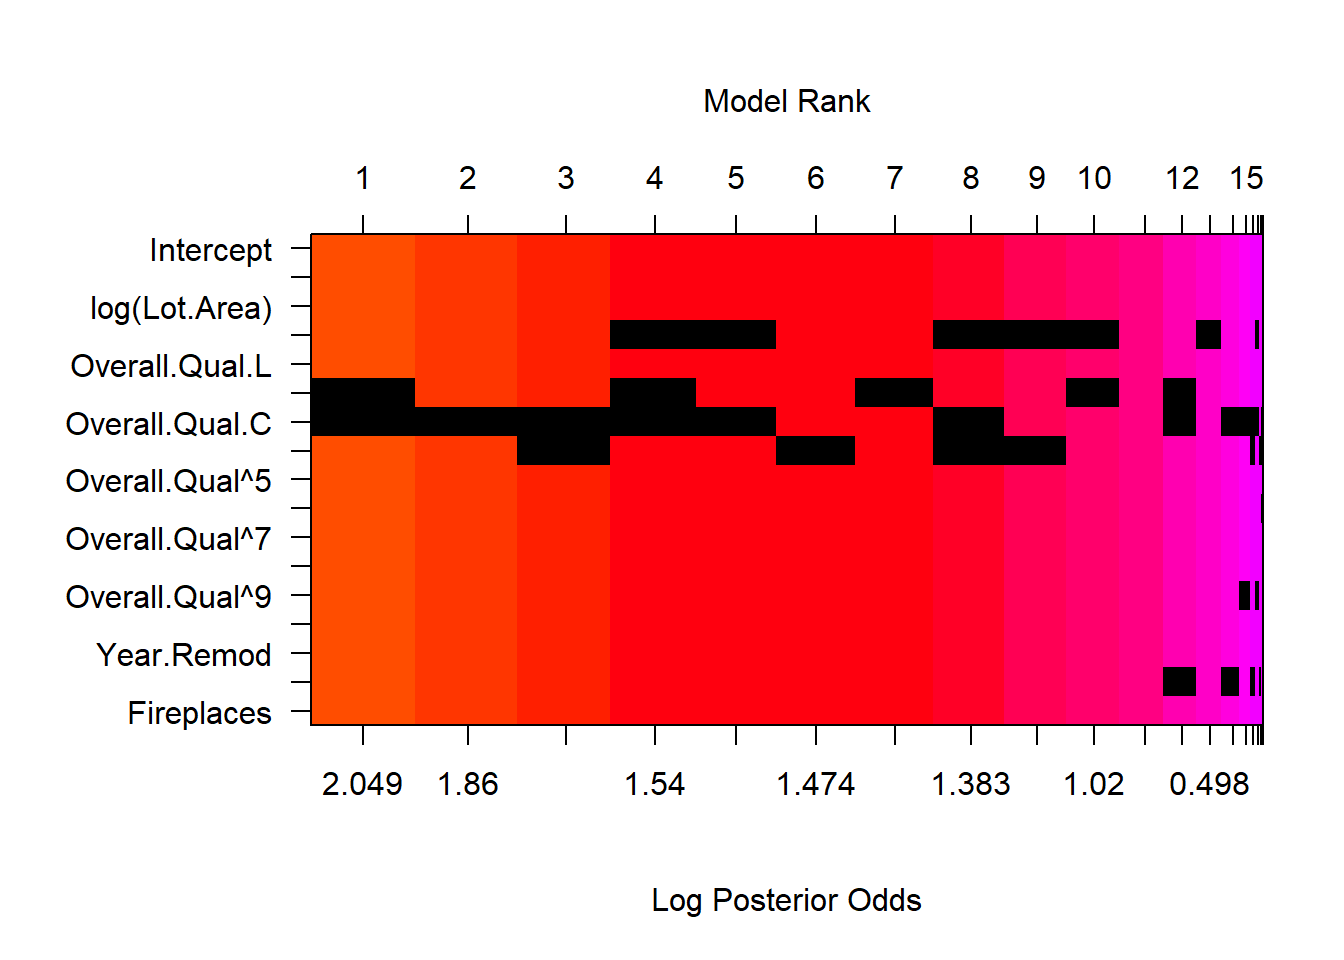 Model Rank
1 2 3 4 5 6 7 8 9 10 12 15
Intercept
log(Lot.Area)
Overall.Qual.L
Overall.Qual.C
Overall.Qual^5
Overall.Qual^7
Overall.Qual^9
Year.Remod
Fireplaces
2.049 1.86 1.54 1.474 1.383 1.02 0.498
Log Posterior Odds